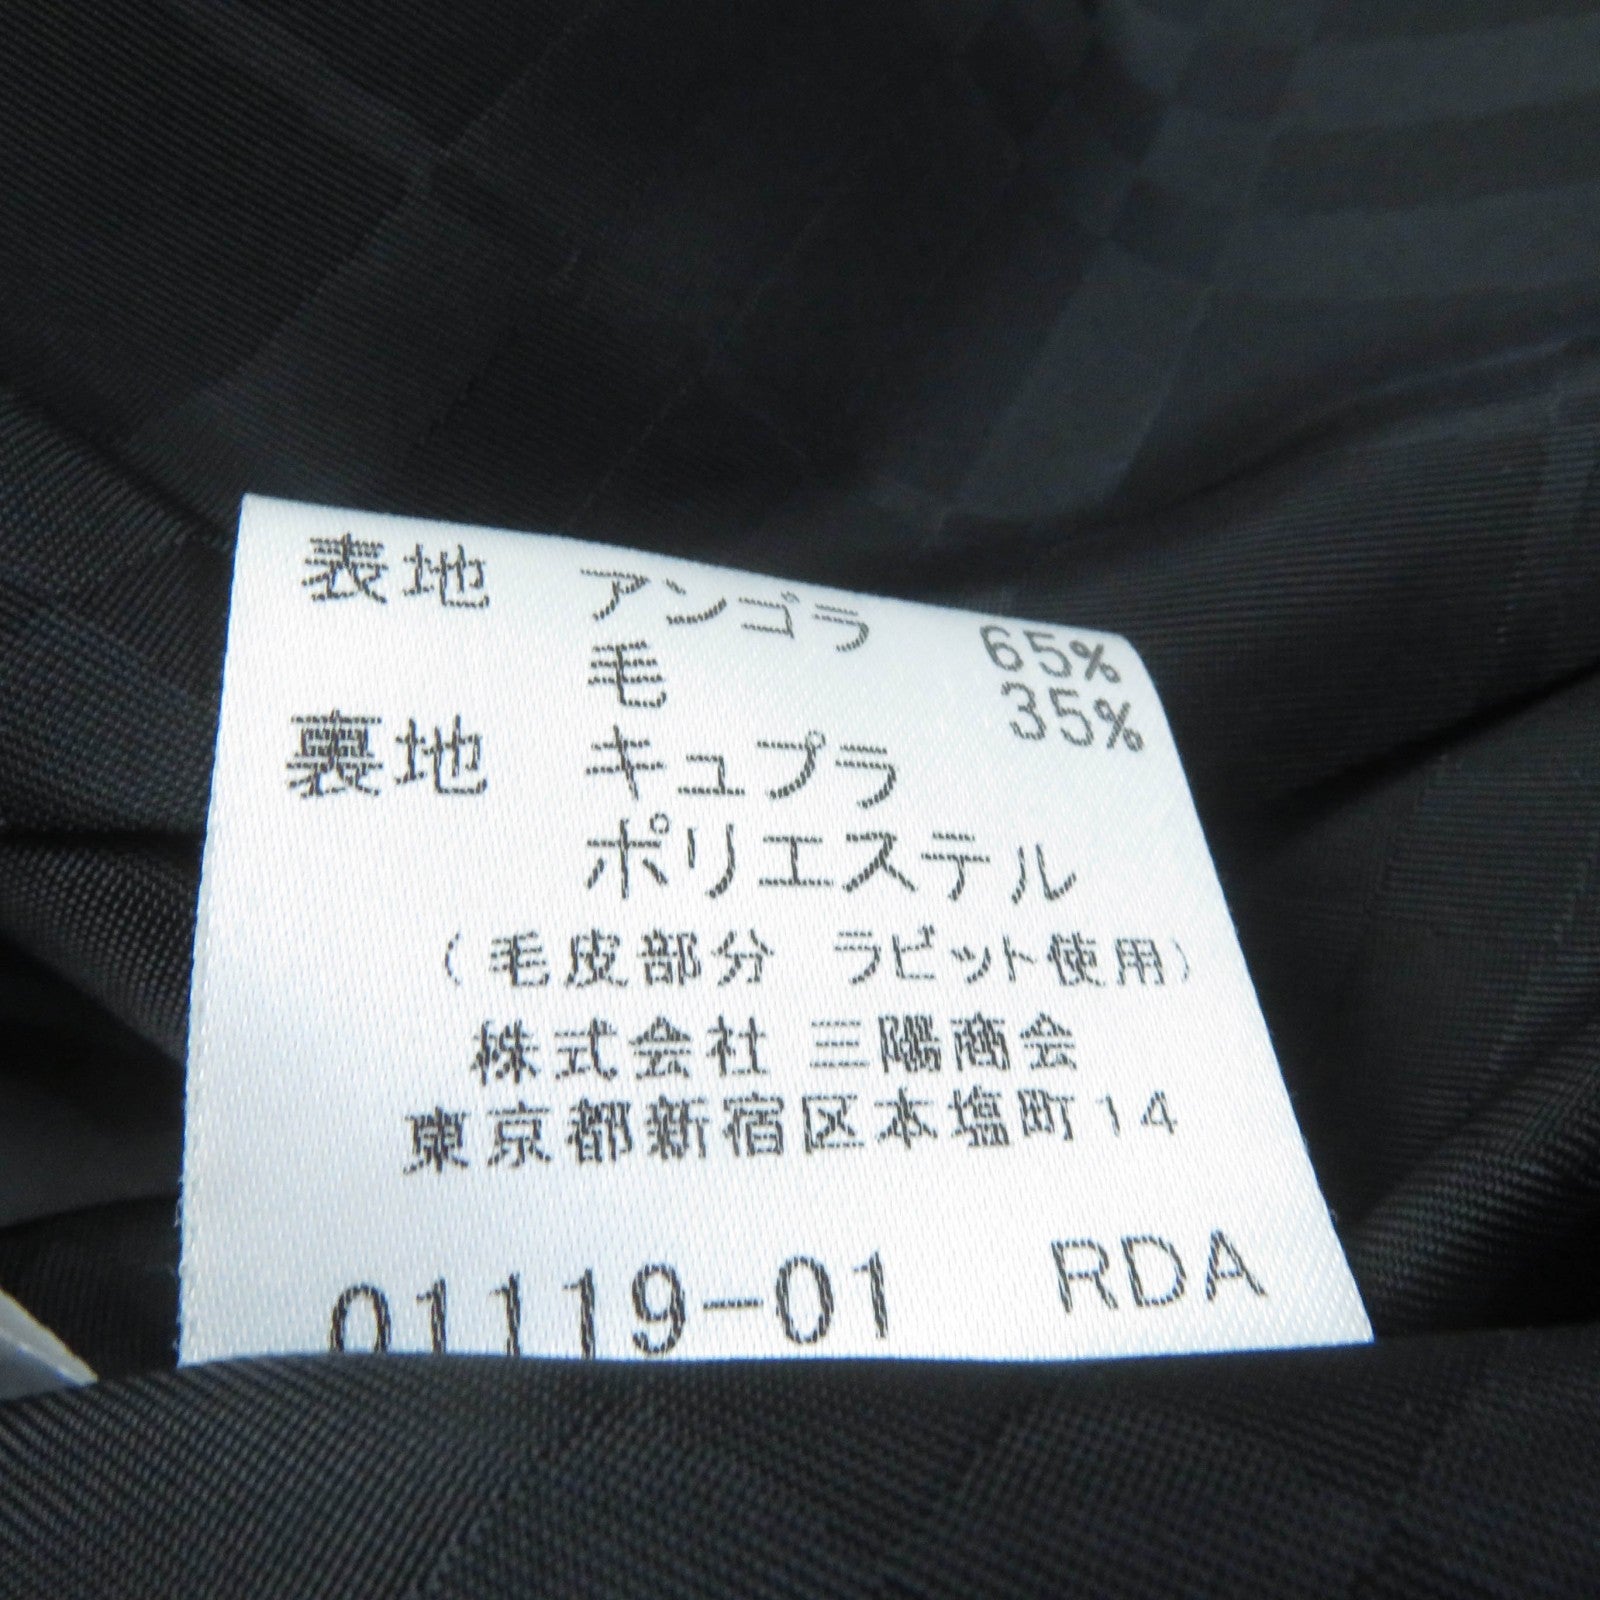 表地 アンゴラ 65%
毛 35%
裏地 キュプラ
ポリエステル
(毛皮部分 ラビット使用)
株式会社 三陽商会
東京都新宿区本塩町14
01119-01 RDA